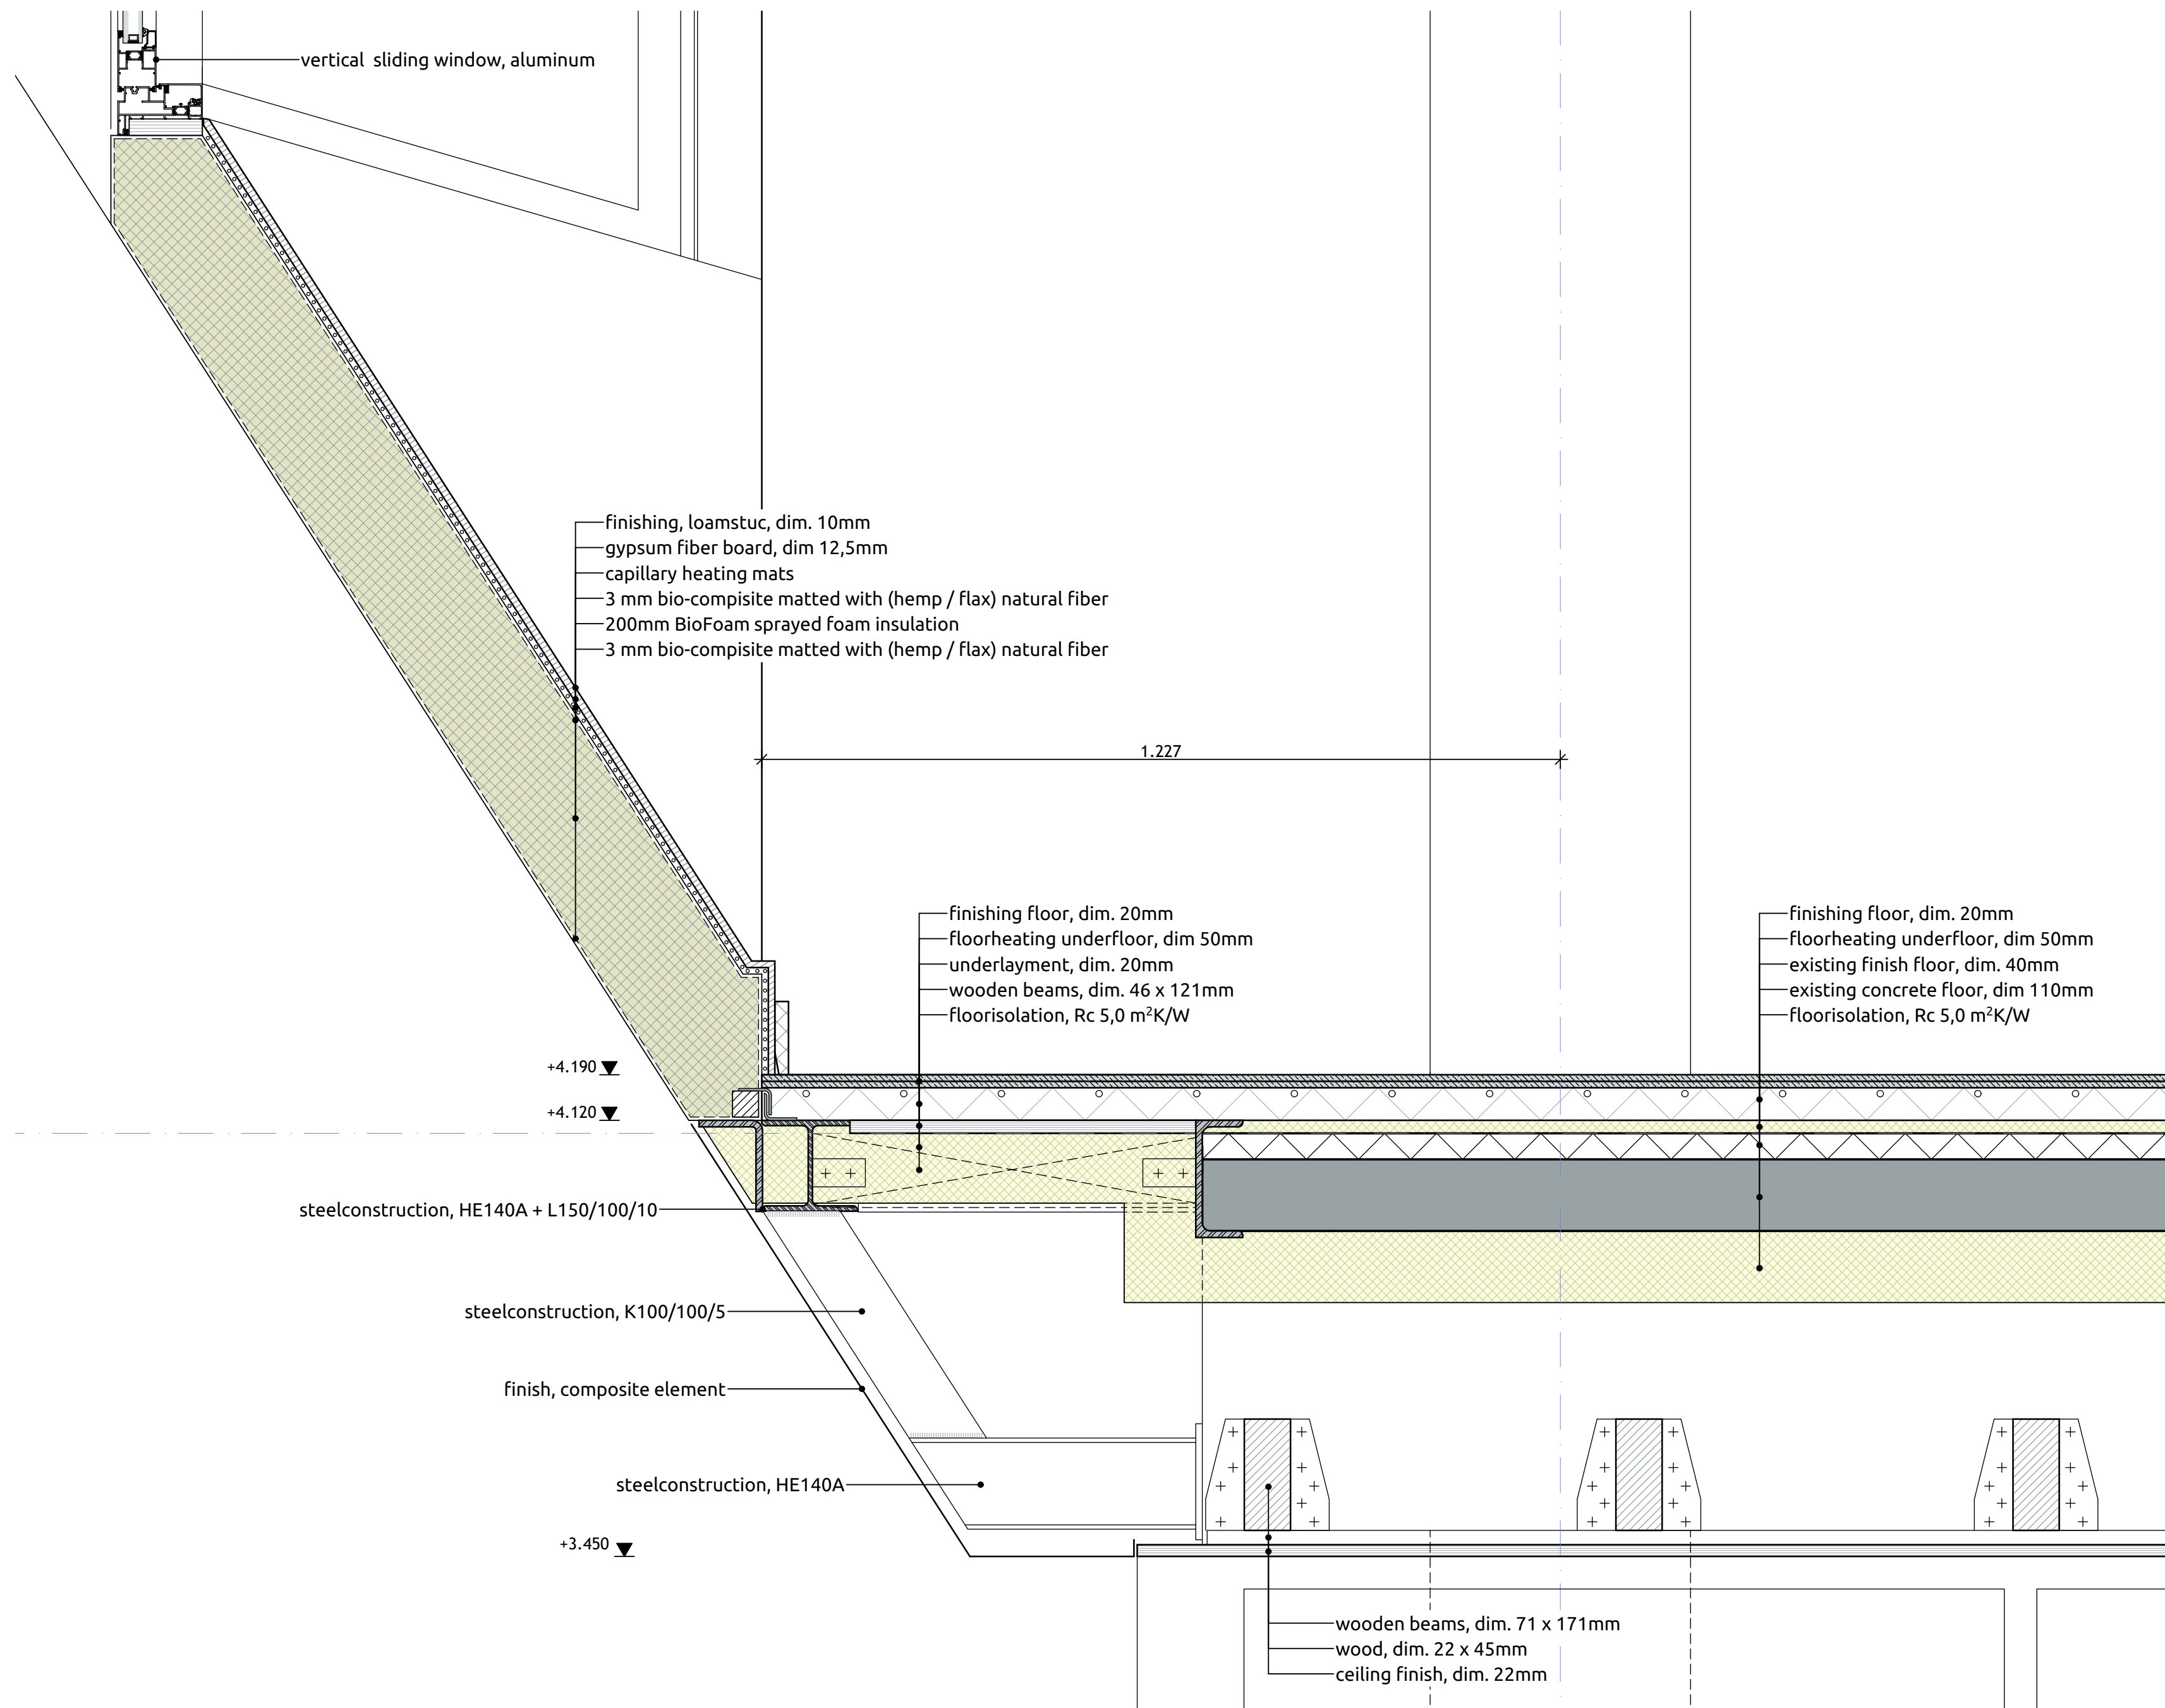 vertical  sliding window, aluminum
finishing, loamstuc, dim. 10mm
gypsum fiber board, dim 12,5mm
capillary heating mats
3 mm bio-compisite matted with (hemp / flax) natural fiber
200mm BioFoam sprayed foam insulation
3 mm bio-compisite matted with (hemp / flax) natural fiber
1.227
finishing floor, dim. 20mm
floorheating underfloor, dim 50mm
underlayment, dim. 20mm
wooden beams, dim. 46 x 121mm
floorisolation, Rc 5,0 m²K/W
finishing floor, dim. 20mm
floorheating underfloor, dim 50mm
existing finish floor, dim. 40mm
existing concrete floor, dim 110mm
floorisolation, Rc 5,0 m²K/W
+4.190
+4.120
steelconstruction, HE140A + L150/100/10
steelconstruction, K100/100/5
finish, composite element
steelconstruction, HE140A
+3.450
wooden beams, dim. 71 x 171mm
wood, dim. 22 x 45mm
ceiling finish, dim. 22mm